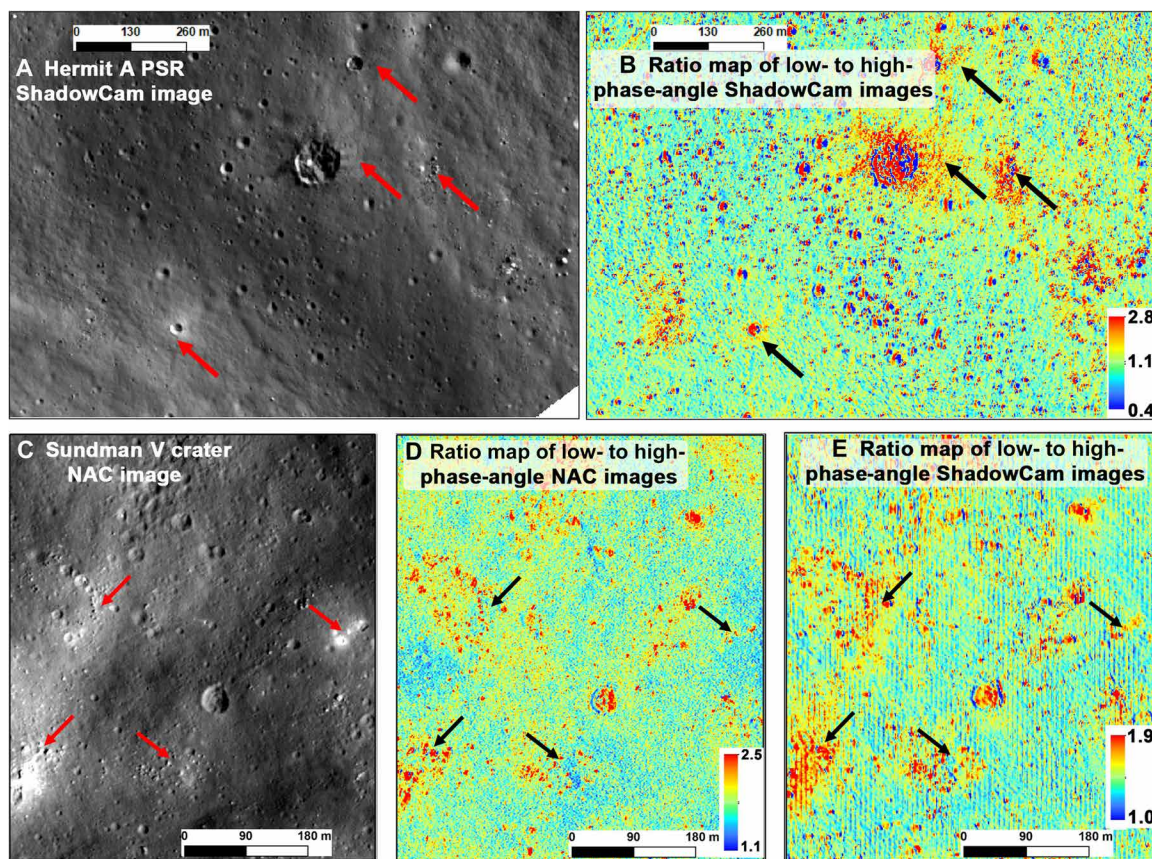 0 130 260 m
A Hermit A PSR
ShadowCam image
0 130 260 m
B Ratio map of low- to high-
phase-angle ShadowCam images
2.8
1.1
0.4
C Sundman V crater
NAC image
0 90 180 m
D Ratio map of low- to high-
phase-angle NAC images
2.5
1.1
0 90 180 m
E Ratio map of low- to high-
phase-angle ShadowCam images
1.9
1.0
0 90 180 m